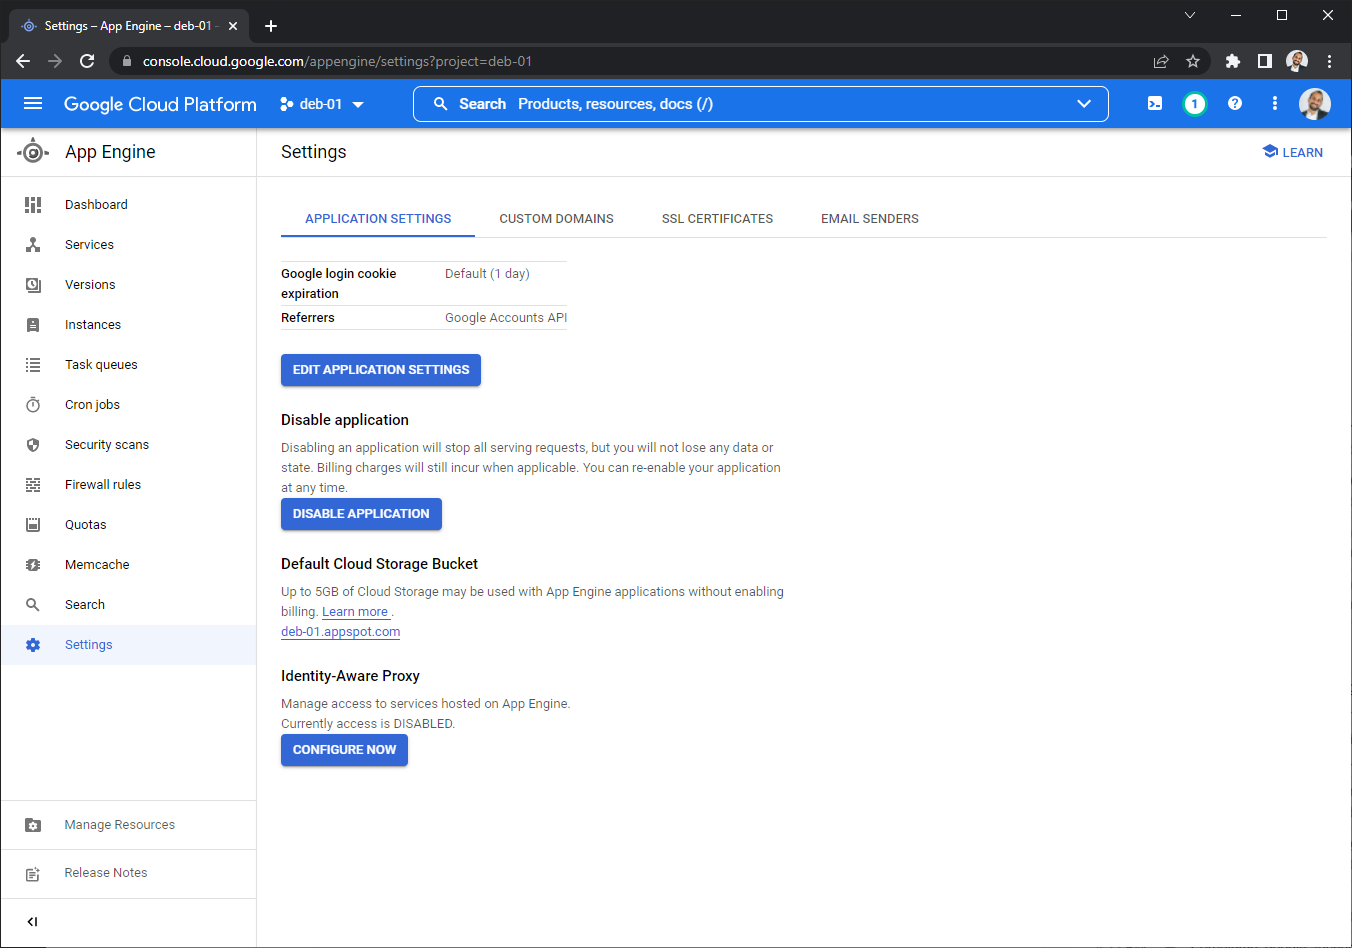 Settings – App Engine – deb-01 -
console.cloud.google.com/appengine/settings?project=deb-01
Google Cloud Platform
deb-01
Search Products, resources, docs (/)
1
App Engine
Settings
LEARN
Dashboard
Services
Versions
Instances
Task queues
Cron jobs
Security scans
Firewall rules
Quotas
Memcache
Search
Settings
Manage Resources
Release Notes
APPLICATION SETTINGS
CUSTOM DOMAINS
SSL CERTIFICATES
EMAIL SENDERS
Google login cookie
expiration
Default (1 day)
Referrers
Google Accounts API
EDIT APPLICATION SETTINGS
Disable application
Disabling an application will stop all serving requests, but you will not lose any data or
state. Billing charges will still incur when applicable. You can re-enable your application
at any time.
DISABLE APPLICATION
Default Cloud Storage Bucket
Up to 5GB of Cloud Storage may be used with App Engine applications without enabling
billing. Learn more .
deb-01.appspot.com
Identity-Aware Proxy
Manage access to services hosted on App Engine.
Currently access is DISABLED.
CONFIGURE NOW